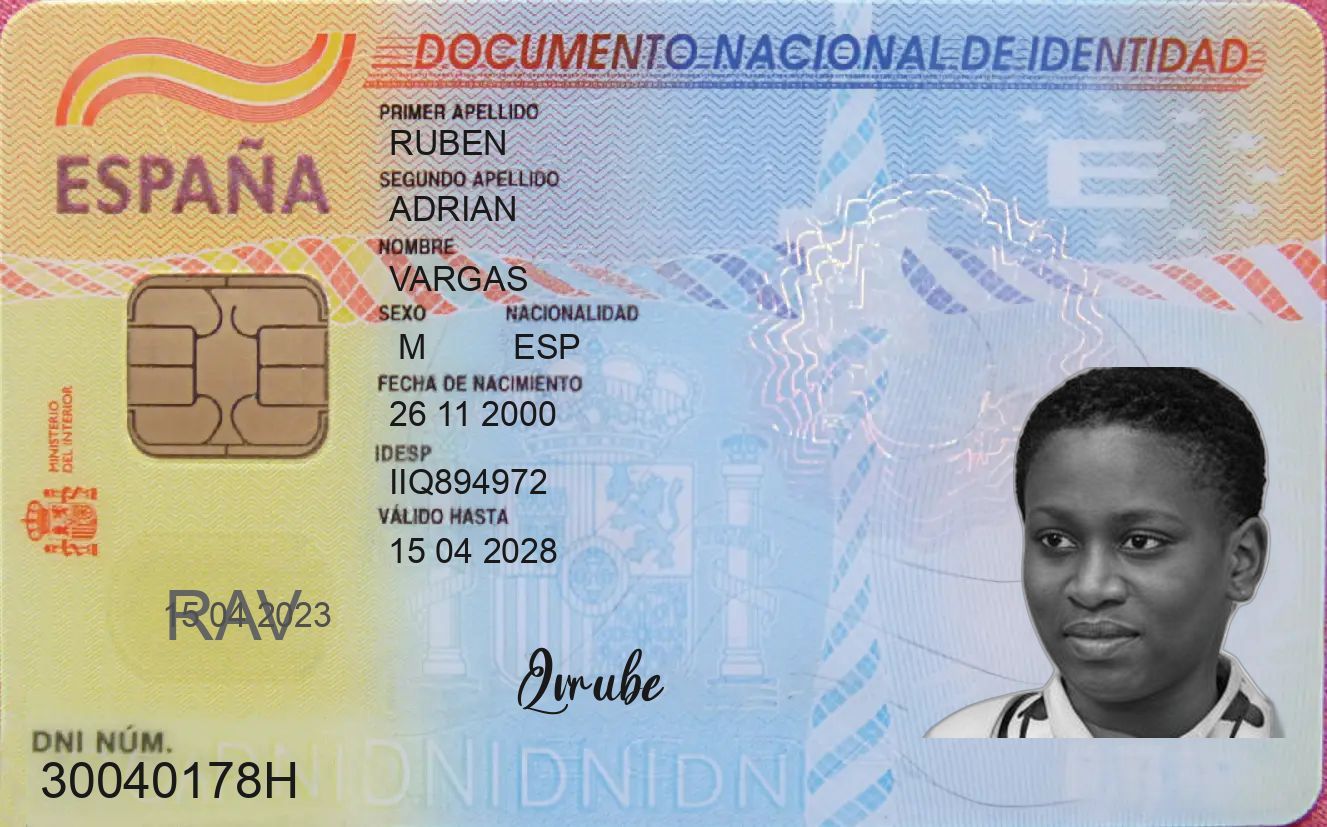 DOCUMENTO NACIONAL DE IDENTIDAD
ESPAÑA
PRIMER APELLIDO
RUBEN
SEGUNDO APELLIDO
ADRIAN
NOMBRE
VARGAS
SEXO NACIONALIDAD
M ESP
FECHA DE NACIMIENTO
26 11 2000
IDESP
IIQ894972
VÁLIDO HASTA
15 04 2028
MINISTERIO
DEL INTERIOR
E
RAV
15 04 2023
Qvrube
DNI NÚM.
30040178H
DNIDNIDNIDNI